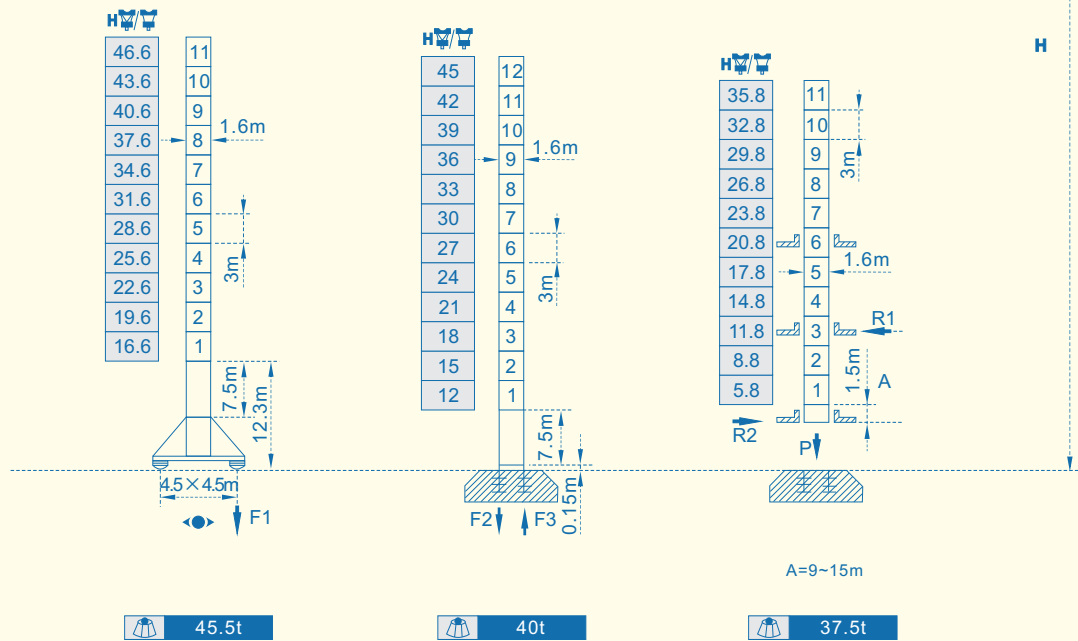 H /
46.6 11
43.6 10
40.6 9
37.6 8 1.6m
34.6 7
31.6 6
28.6 5
25.6 4
22.6 3
19.6 2
16.6 1
3m
7.5m
12.3m
4.5×4.5m
F1
45.5t
H /
45 12
42 11
39 10
36 9 1.6m
33 8
30 7
27 6
24 5
21 4
18 3
15 2
12 1
3m
7.5m
0.15m
F2 F3
40t
H /
35.8 11
32.8 10
29.8 9
26.8 8
23.8 7
20.8 6
17.8 5 1.6m
14.8 4
11.8 3 R1
8.8 2
5.8 1
3m
1.5m
A
R2
P
A=9~15m
37.5t
H